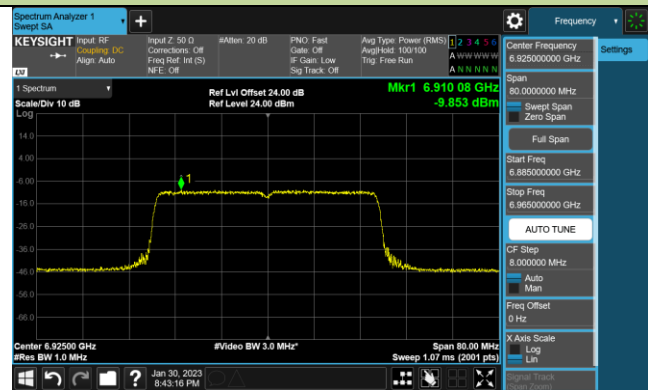 Spectrum Analyzer 1
Swept SA
+
Frequency
KEYSIGHT
Input: RF
Coupling: DC
Align: Auto
LXI
Input Z: 50 Ω
Corrections: Off
Freq Ref: Int (S)
NFE: Off
#Atten: 20 dB
PNO: Fast
Gate: Off
IF Gain: Low
Sig Track: Off
Avg Type: Power (RMS)
Avg|Hold: 100/100
Trig: Free Run
1 2 3 4 5 6
A W W W W W
A N N N N N
Center Frequency
6.925000000 GHz
Settings
Span
80.0000000 MHz
Swept Span
Zero Span
Full Span
Start Freq
6.885000000 GHz
Stop Freq
6.965000000 GHz
AUTO TUNE
CF Step
8.000000 MHz
Auto
Man
Freq Offset
0 Hz
X Axis Scale
Log
Lin
Signal Track
(Span Zoom)
1 Spectrum
Scale/Div 10 dB
Log
Ref Lvl Offset 24.00 dB
Ref Level 24.00 dBm
Mkr1 6.910 08 GHz
-9.853 dBm
14.0
4.00
-6.00
-16.0
-26.0
-36.0
-46.0
-56.0
-66.0
1
Center 6.92500 GHz
#Res BW 1.0 MHz
#Video BW 3.0 MHz*
Span 80.00 MHz
Sweep 1.07 ms (2001 pts)
?
Jan 30, 2023
8:43:16 PM